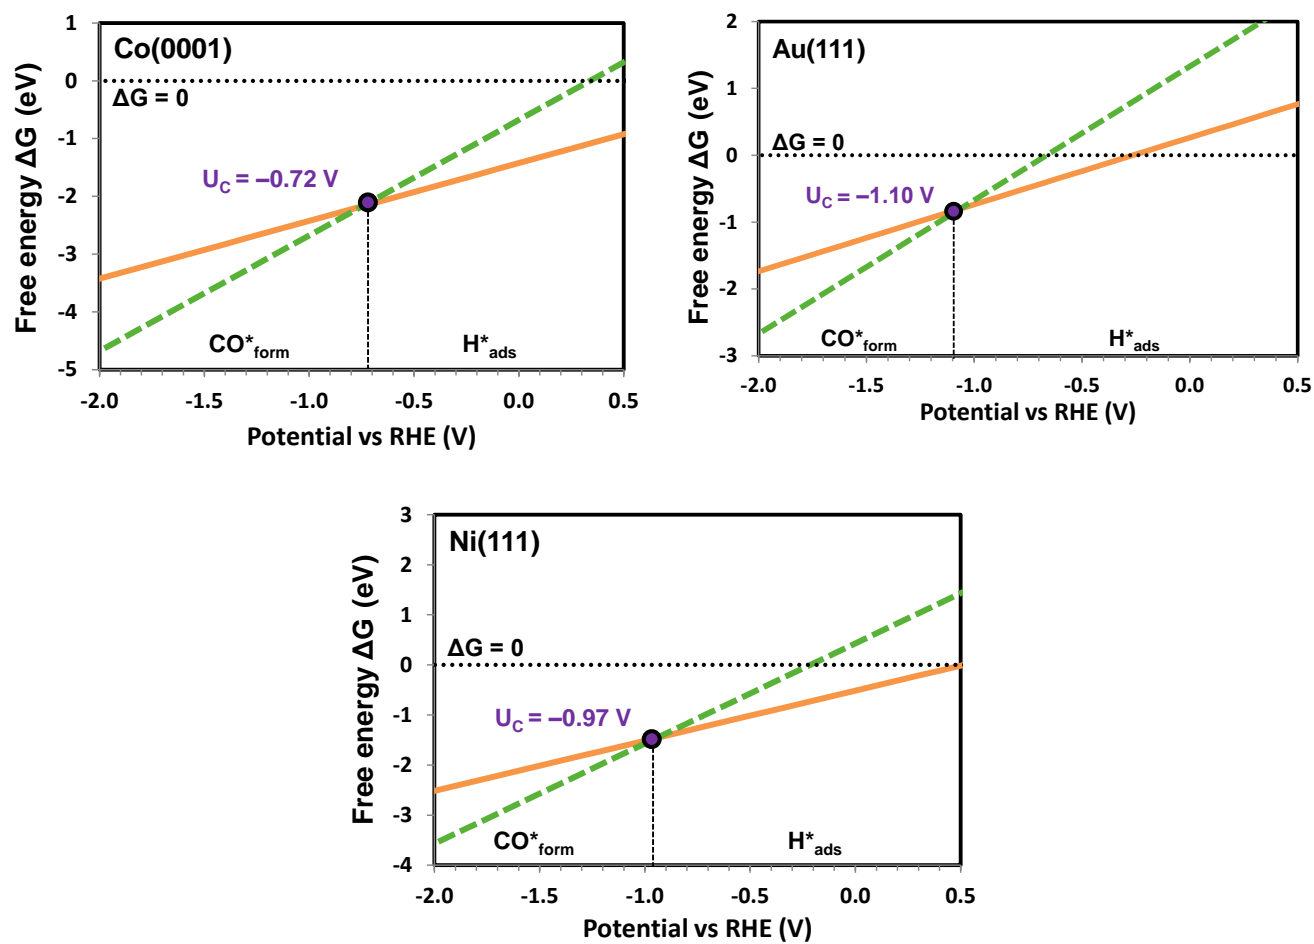 Co(0001)
1
0
-1
-2
-3
-4
-5
ΔG = 0
U_C = –0.72 V
CO*_form
H*_ads
-2.0 -1.5 -1.0 -0.5 0.0 0.5
Potential vs RHE (V)
Free energy ΔG (eV)
Au(111)
2
1
0
-1
-2
-3
ΔG = 0
U_C = –1.10 V
CO*_form
H*_ads
-2.0 -1.5 -1.0 -0.5 0.0 0.5
Potential vs RHE (V)
Free energy ΔG (eV)
Ni(111)
3
2
1
0
-1
-2
-3
-4
ΔG = 0
U_C = –0.97 V
CO*_form
H*_ads
-2.0 -1.5 -1.0 -0.5 0.0 0.5
Potential vs RHE (V)
Free energy ΔG (eV)